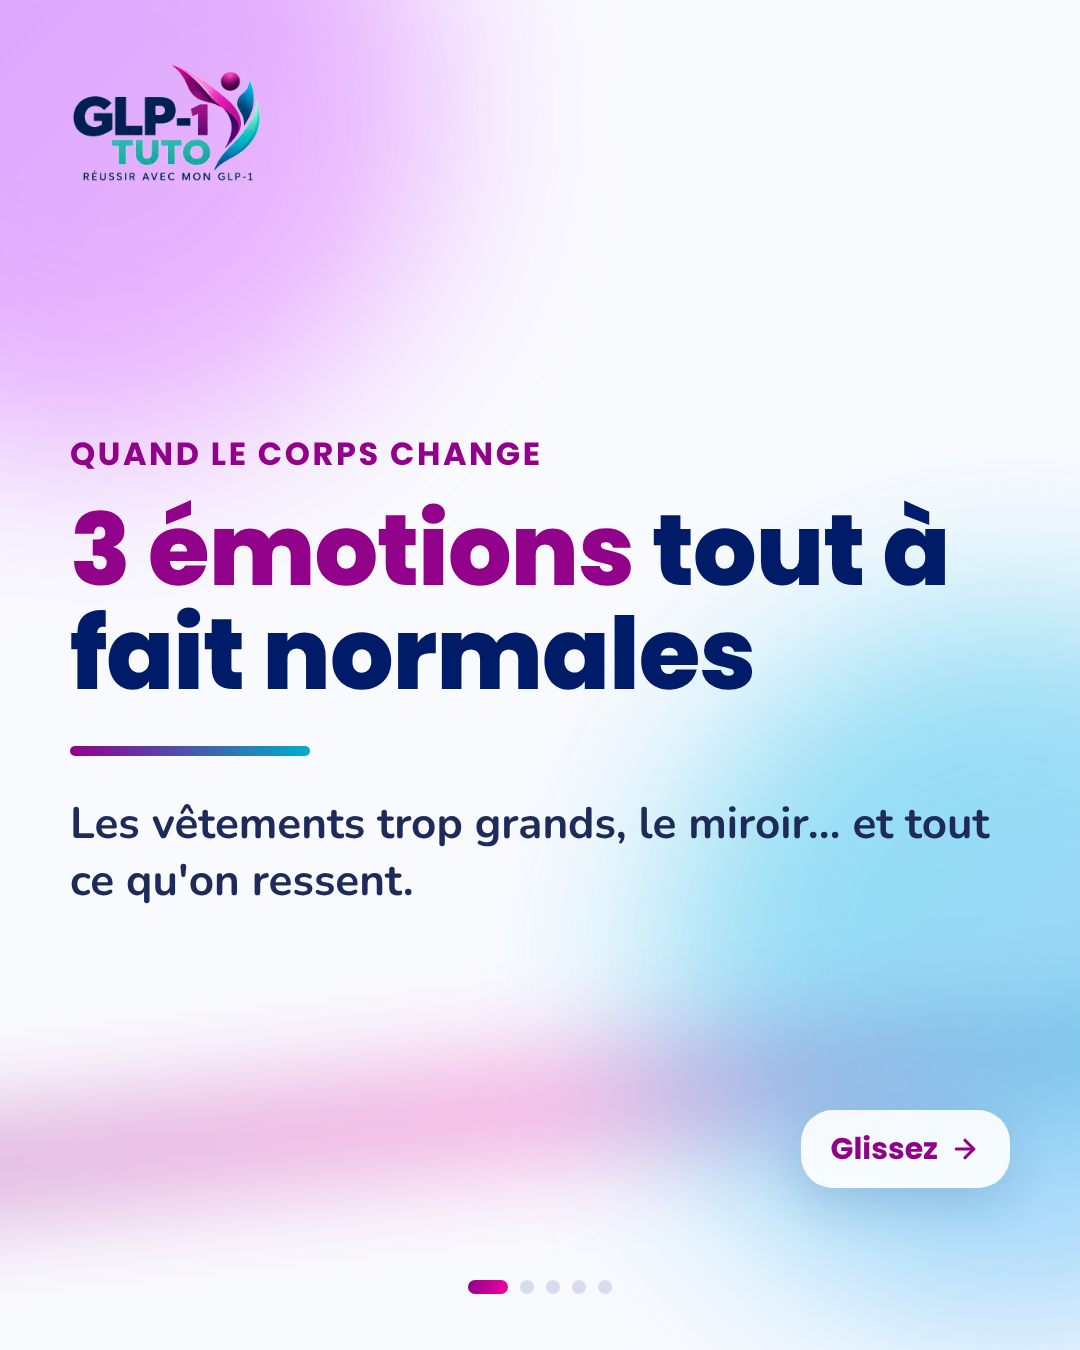 GLP-1
TUTO
RÉUSSIR AVEC MON GLP-1
QUAND LE CORPS CHANGE
3 émotions tout à
fait normales
Les vêtements trop grands, le miroir... et tout
ce qu'on ressent.
Glissez →